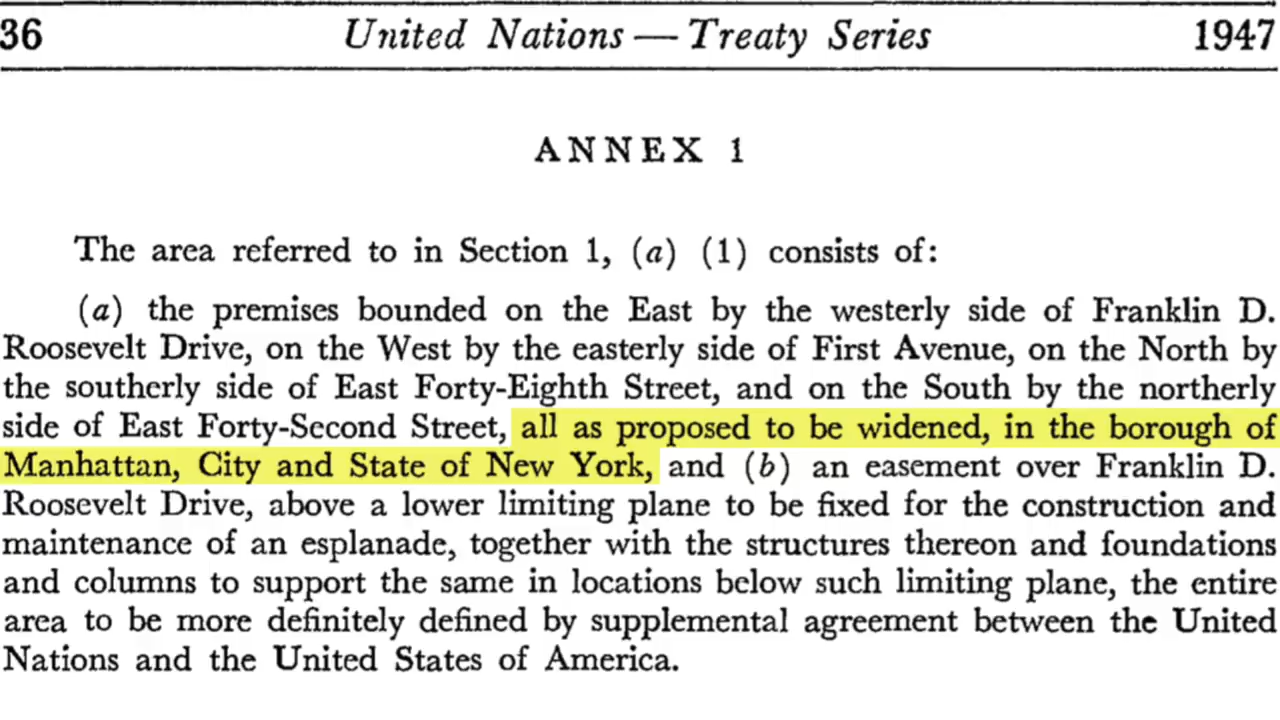 36 United Nations — Treaty Series 1947
ANNEX 1
The area referred to in Section 1, (a) (1) consists of:
(a) the premises bounded on the East by the westerly side of Franklin D.
Roosevelt Drive, on the West by the easterly side of First Avenue, on the North by
the southerly side of East Forty-Eighth Street, and on the South by the northerly
side of East Forty-Second Street, all as proposed to be widened, in the borough of
Manhattan, City and State of New York, and (b) an easement over Franklin D.
Roosevelt Drive, above a lower limiting plane to be fixed for the construction and
maintenance of an esplanade, together with the structures thereon and foundations
and columns to support the same in locations below such limiting plane, the entire
area to be more definitely defined by supplemental agreement between the United
Nations and the United States of America.